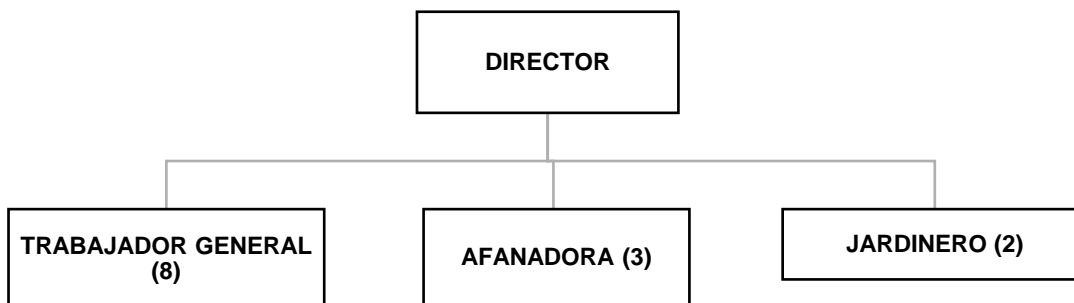 DIRECTOR
TRABAJADOR GENERAL
(8)
AFANADORA (3)
JARDINERO (2)